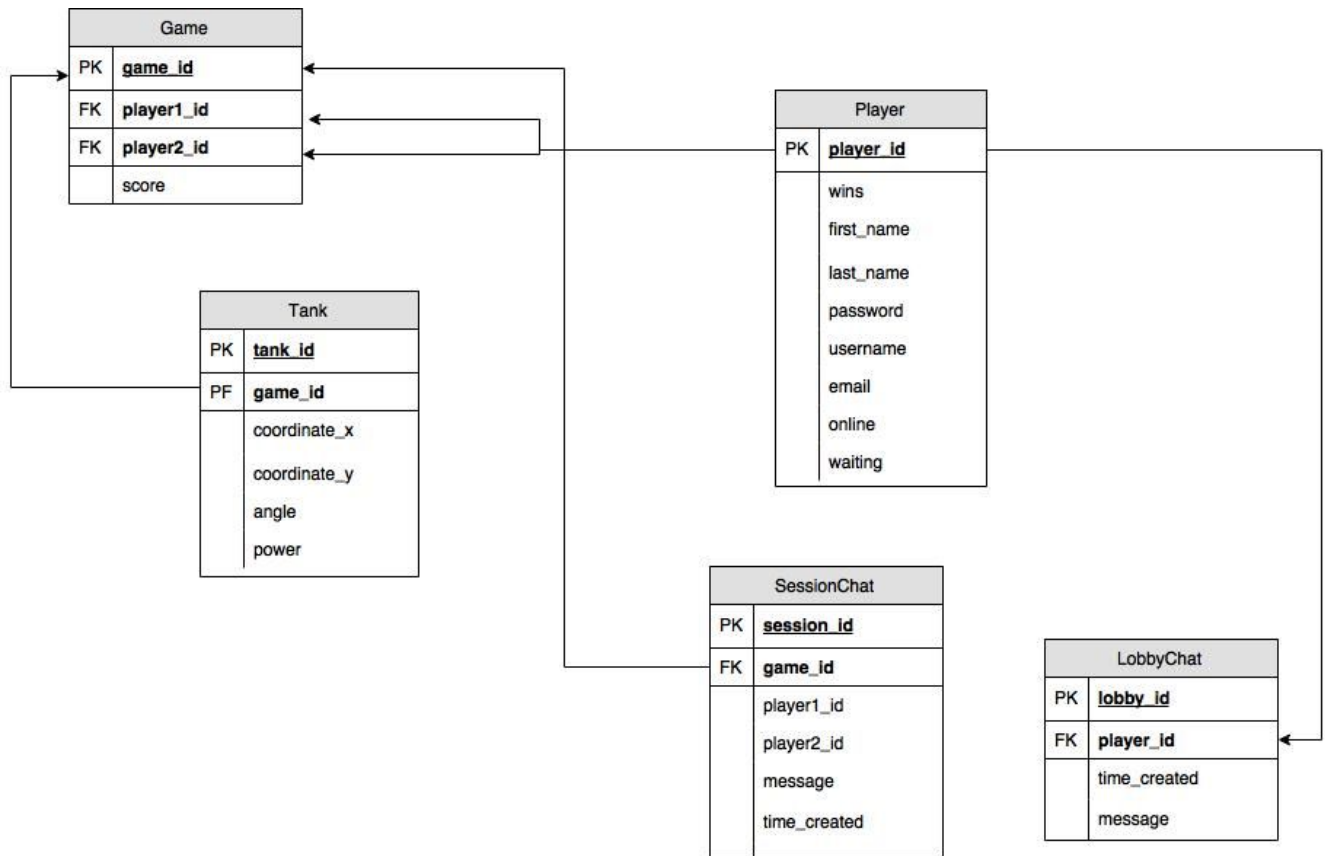 Game
PK game_id
FK player1_id
FK player2_id
score
Player
PK player_id
wins
first_name
last_name
password
username
email
online
waiting
Tank
PK tank_id
PF game_id
coordinate_x
coordinate_y
angle
power
SessionChat
PK session_id
FK game_id
player1_id
player2_id
message
time_created
LobbyChat
PK lobby_id
FK player_id
time_created
message